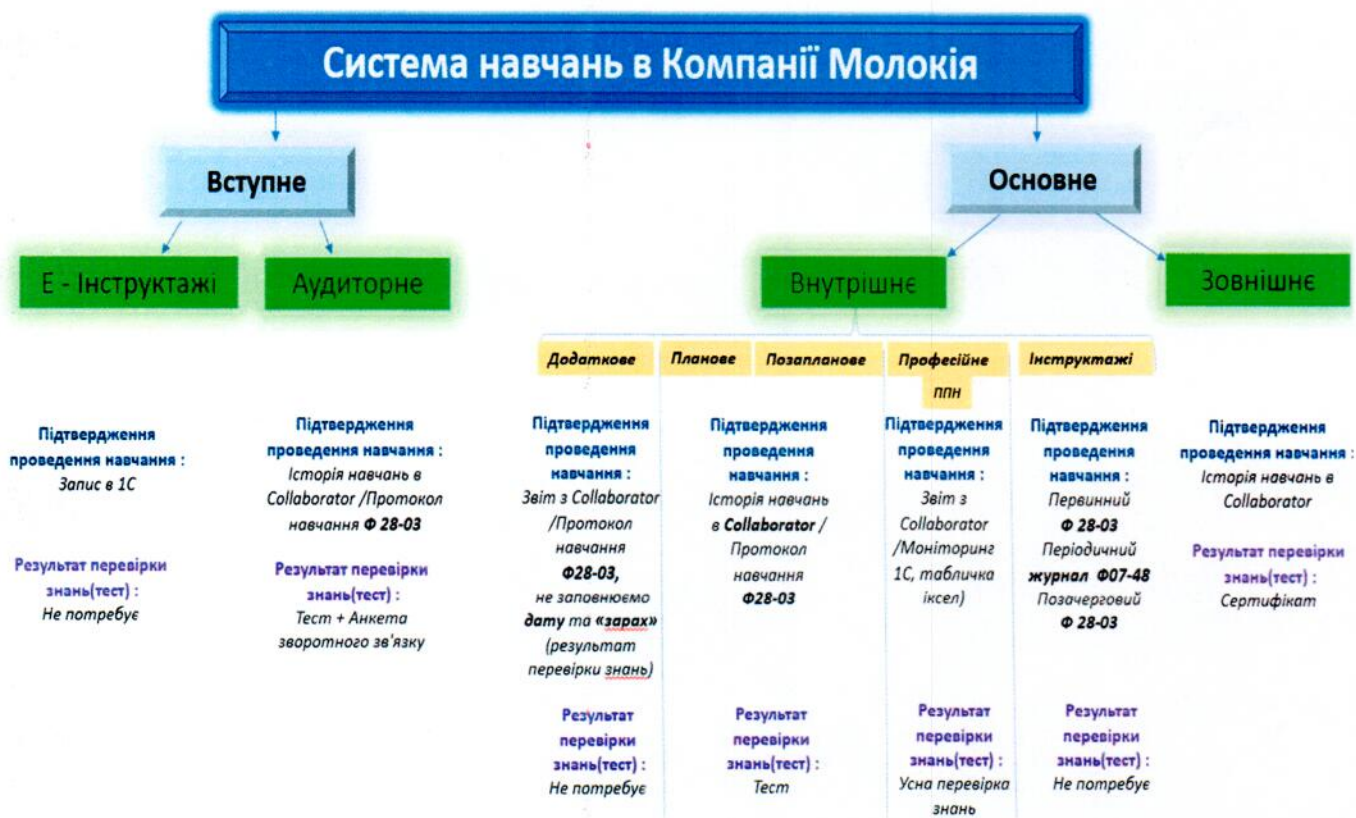 Система навчань в Компанії Молокія
Вступне
Основне
Е - Інструктажі
Аудиторне
Внутрішнє
Зовнішнє
Додаткове
Планове
Позапланове
Професійне
ППН
Інструктажі
Підтвердження
проведення навчання :
Запис в 1С
Результат перевірки
знань(тест) :
Не потребує
Підтвердження
проведення навчання :
Історія навчань в
Collaborator /Протокол
навчання Ф 28-03
Результат перевірки
знань(тест) :
Тест + Анкета
зворотного зв'язку
Підтвердження
проведення
навчання :
Звіт з Collaborator
/Протокол
навчання
Ф28-03,
не заповнюємо
дату та «зарах»
(результат
перевірки знань)
Результат
перевірки
знань(тест) :
Не потребує
Підтвердження
проведення
навчання :
Історія навчань
в Collaborator /
Протокол
навчання
Ф28-03
Результат
перевірки
знань(тест) :
Тест
Підтвердження
проведення
навчання :
Звіт з
Collaborator
/Моніторинг
1С, табличка
іксел)
Результат
перевірки
знань(тест) :
Усна перевірка
знань
Підтвердження
проведення
навчання :
Первинний
Ф 28-03
Періодичний
журнал Ф07-48
Позачерговий
Ф 28-03
Результат
перевірки
знань(тест) :
Не потребує
Підтвердження
проведення навчання :
Історія навчань в
Collaborator
Результат перевірки
знань(тест) :
Сертифікат